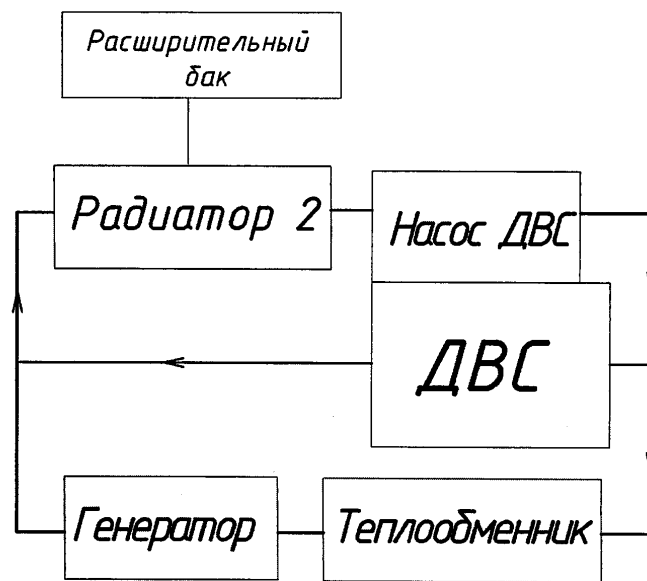 Расширительный
бак
Радиатор 2
Насос ДВС
ДВС
Генератор
Теплообменник